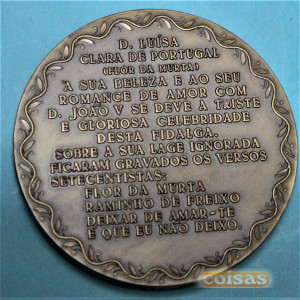 D. LUÍSA
CLARA DE PORTUGAL
(FLOR DA MURTA)
A SUA BELEZA E AO SEU
ROMANCE DE AMOR COM
D. JOÃO V SE DEVE A TRISTE
E GLORIOSA CELEBRIDADE
DESTA FIDALGA.
SOBRE A SUA LAGE IGNORADA
FICARAM GRAVADOS OS VERSOS
SETECENTISTAS:
FLOR DA MURTA
RAMINHO DE FREIXO
DEIXAR DE AMAR-TE
É QUE EU NÃO DEIXO.
coisas